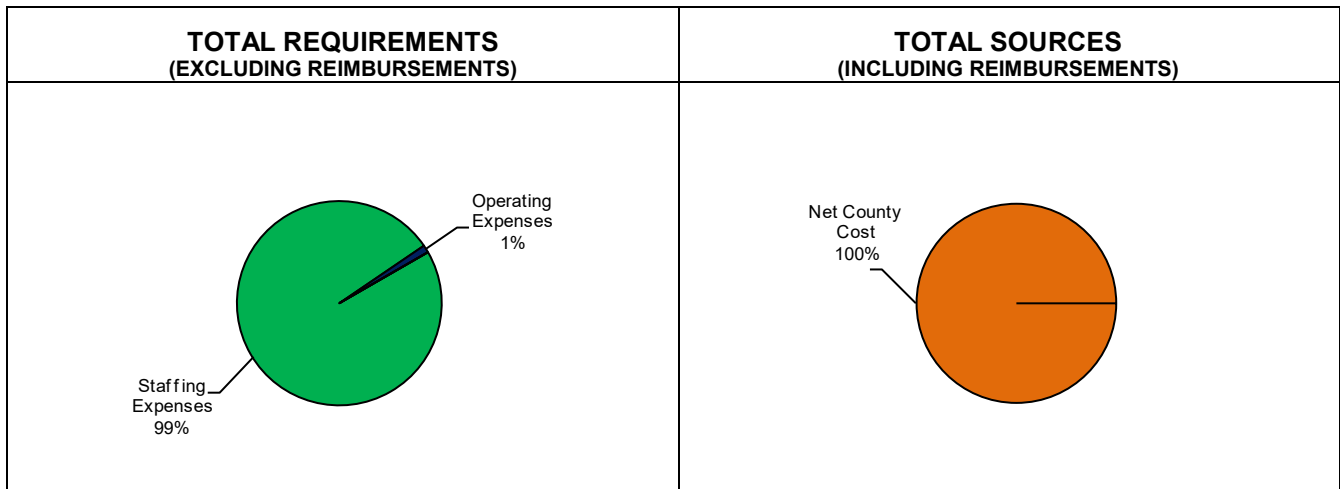 TOTAL REQUIREMENTS
(EXCLUDING REIMBURSEMENTS)
Operating
Expenses
1%
Staffing
Expenses
99%
TOTAL SOURCES
(INCLUDING REIMBURSEMENTS)
Net County
Cost
100%